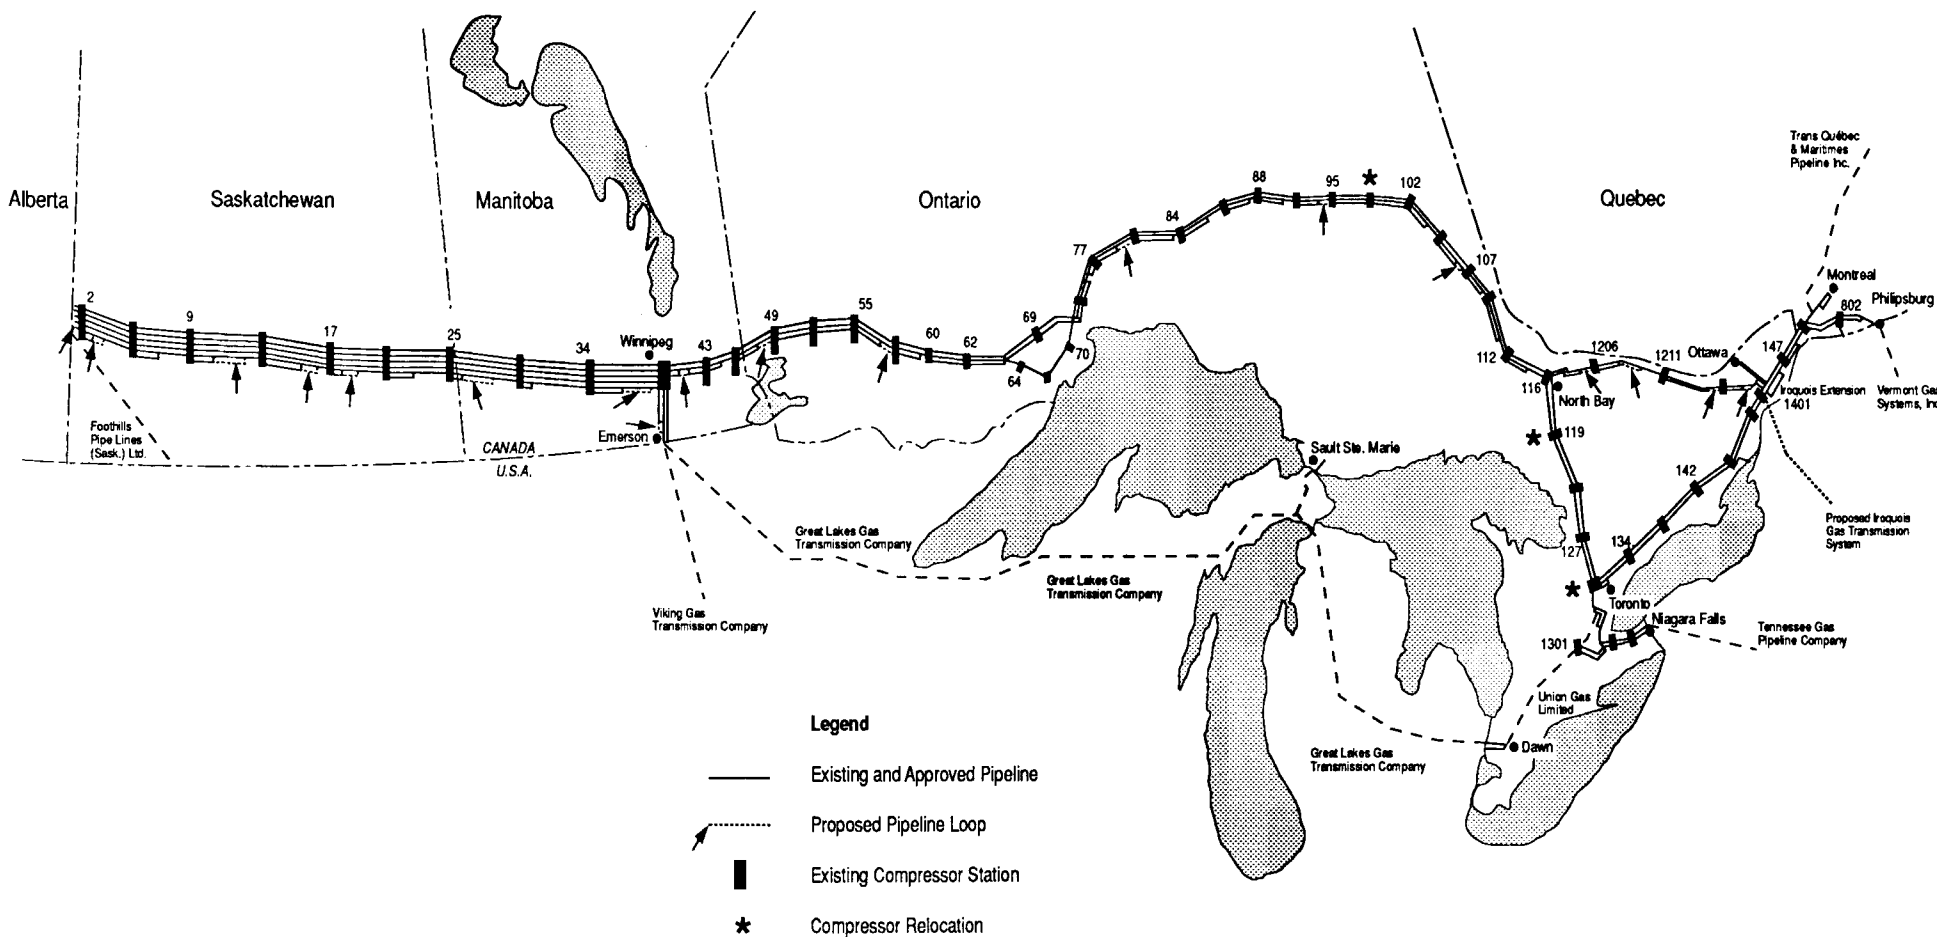 Trans Québec
& Maritimes
Pipeline Inc.
88
95
*
102
Alberta
Saskatchewan
Manitoba
Ontario
Quebec
84
77
107
Montreal
2
9
17
25
34
Winnipeg
43
49
55
60
62
69
64
70
802
Philipsburg
112
116
1206
1211
Ottawa
147
North Bay
Iroquois Extension
1401
Vermont Gas
Systems, Inc
Foothills
Pipe Lines
(Sask.) Ltd.
Emerson
CANADA
U.S.A.
*
119
Sault Ste. Marie
142
Great Lakes Gas
Transmission Company
Proposed Iroquois
Gas Transmission
System
127
134
Great Lakes Gas
Transmission Company
*
Toronto
Viking Gas
Transmission Company
Niagara Falls
1301
Tennessee Gas
Pipeline Company
Union Gas
Limited
Great Lakes Gas
Transmission Company
Dawn
Legend
Existing and Approved Pipeline
Proposed Pipeline Loop
Existing Compressor Station
* Compressor Relocation